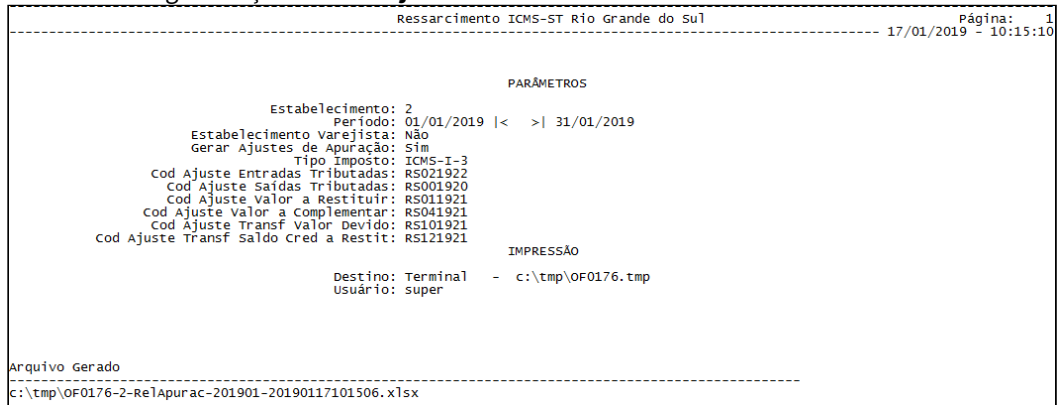 Ressarcimento ICMS-ST Rio Grande do Sul Página: 1
---------------------------------------------------------------- 17/01/2019 - 10:15:10
PARÂMETROS
Estabelecimento: 2
Período: 01/01/2019 |< >| 31/01/2019
Estabelecimento Varejista: Não
Gerar Ajustes de Apuração: Sim
Tipo Imposto: ICMS-I-3
Cod Ajuste Entradas Tributadas: RS021922
Cod Ajuste Saídas Tributadas: RS001920
Cod Ajuste Valor a Restituir: RS011921
Cod Ajuste Valor a Complementar: RS041921
Cod Ajuste Transf Valor Devido: RS101921
Cod Ajuste Transf Saldo Cred a Restit: RS121921
IMPRESSÃO
Destino: Terminal - c:\tmp\OF0176.tmp
Usuário: super
Arquivo Gerado
----------------------------------------------------------------
c:\tmp\OF0176-2-RelApurac-201901-20190117101506.xlsx